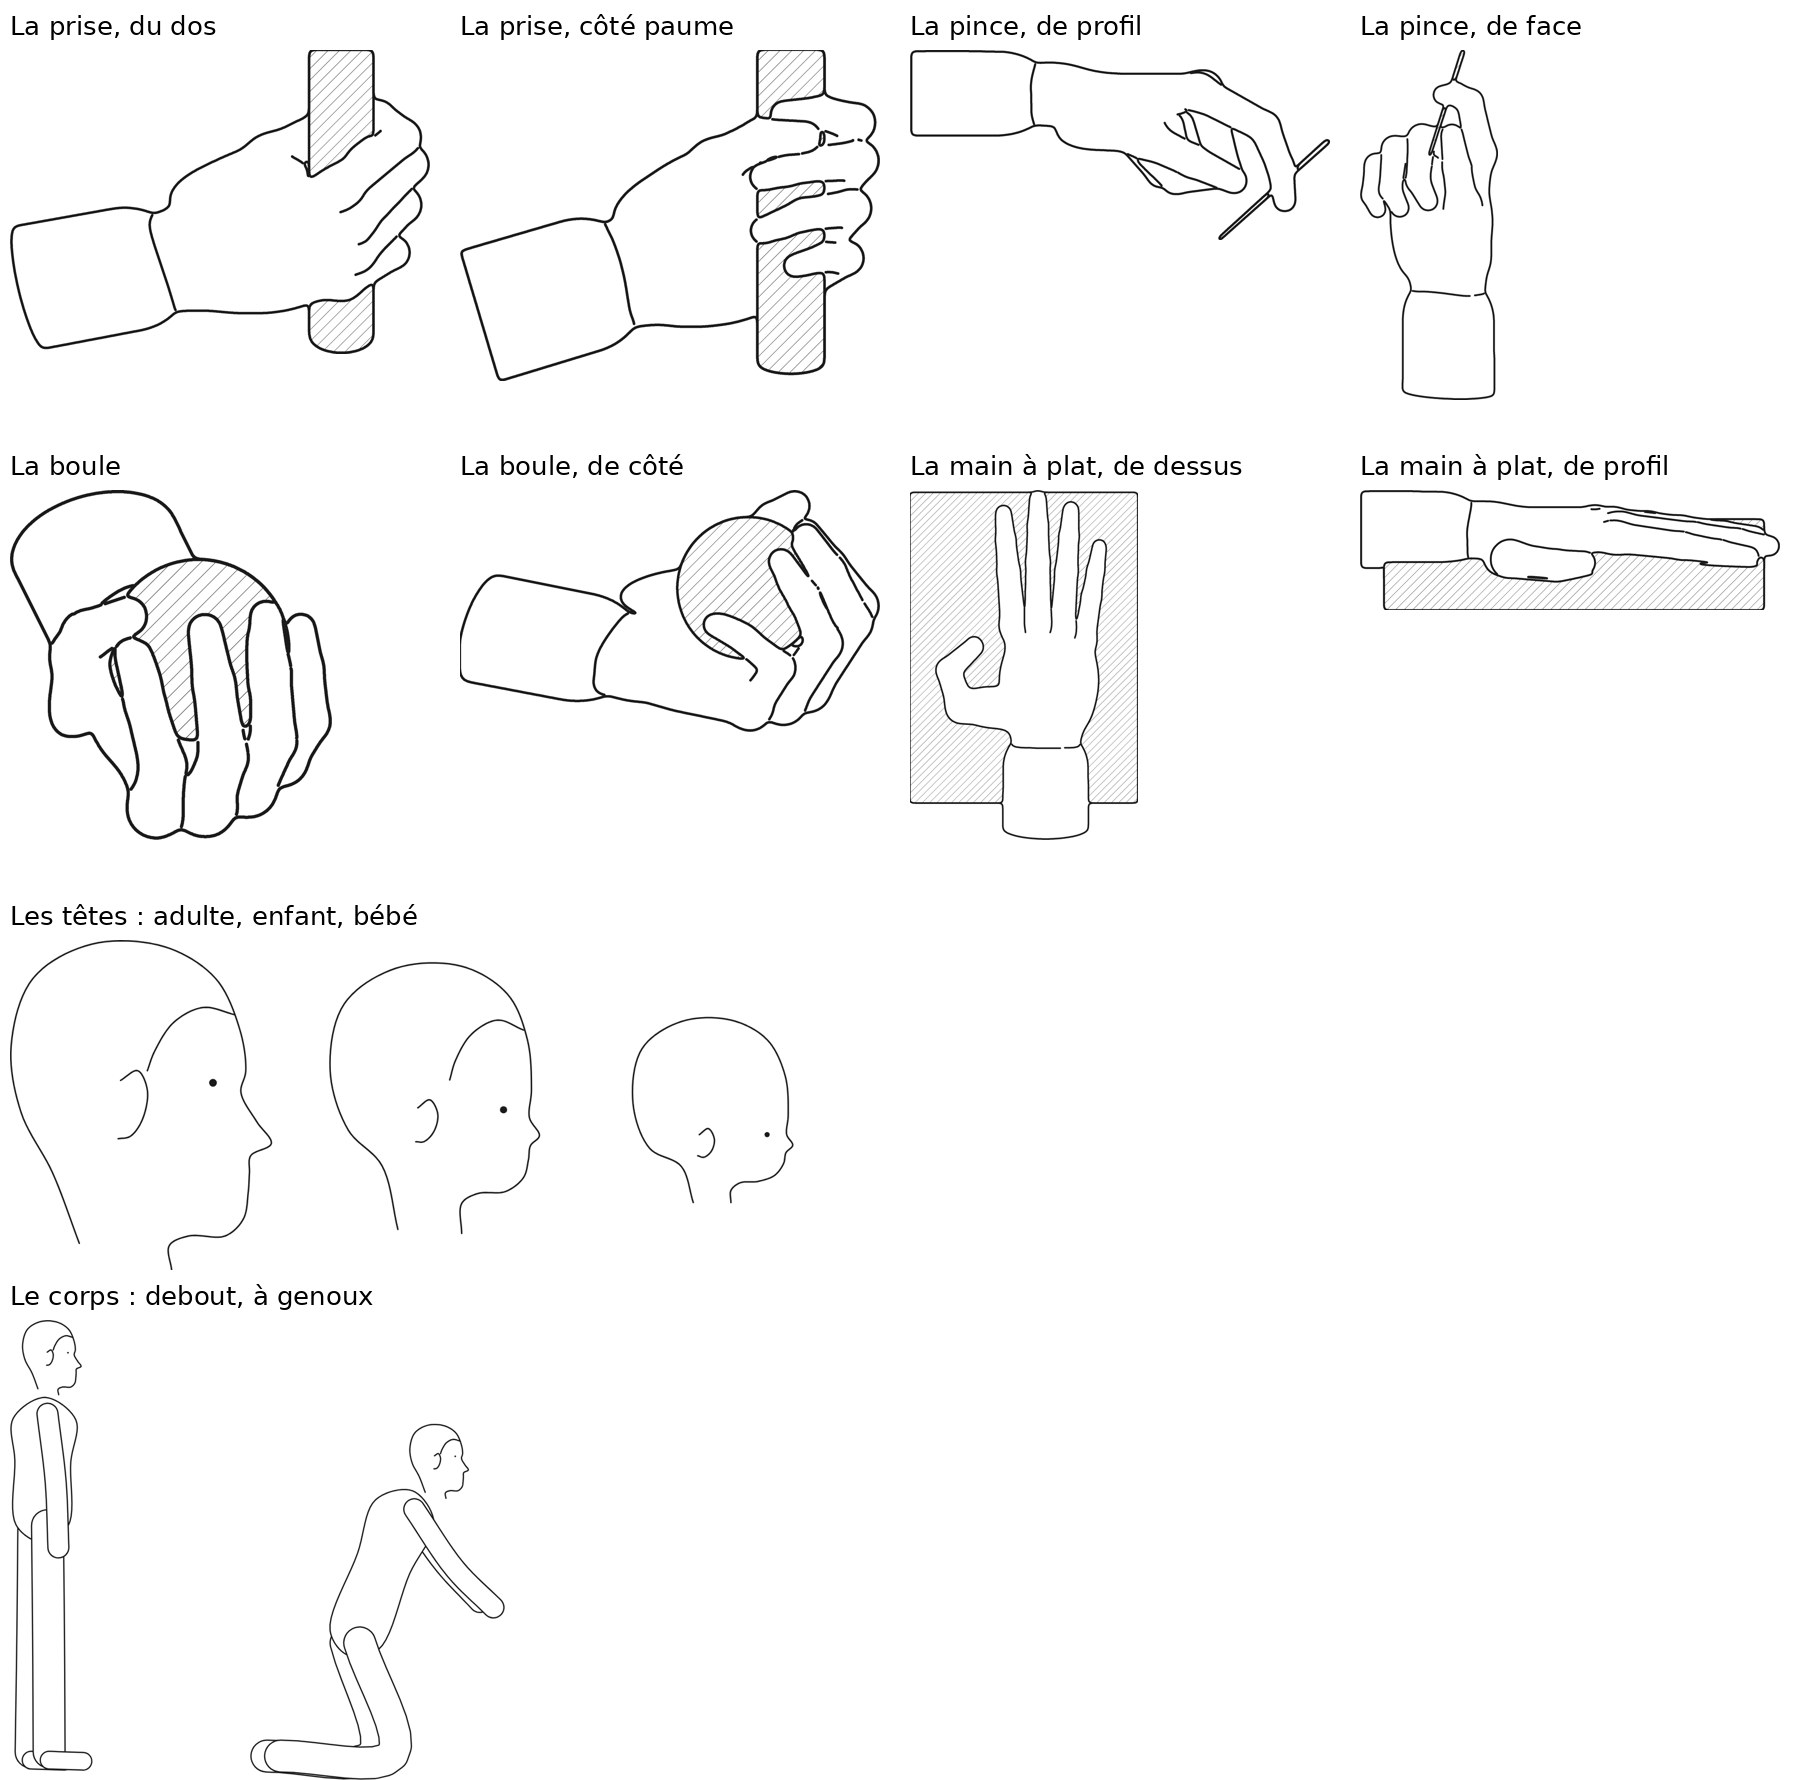 La prise, du dos
La prise, côté paume
La pince, de profil
La pince, de face
La boule
La boule, de côté
La main à plat, de dessus
La main à plat, de profil
Les têtes : adulte, enfant, bébé
Le corps : debout, à genoux